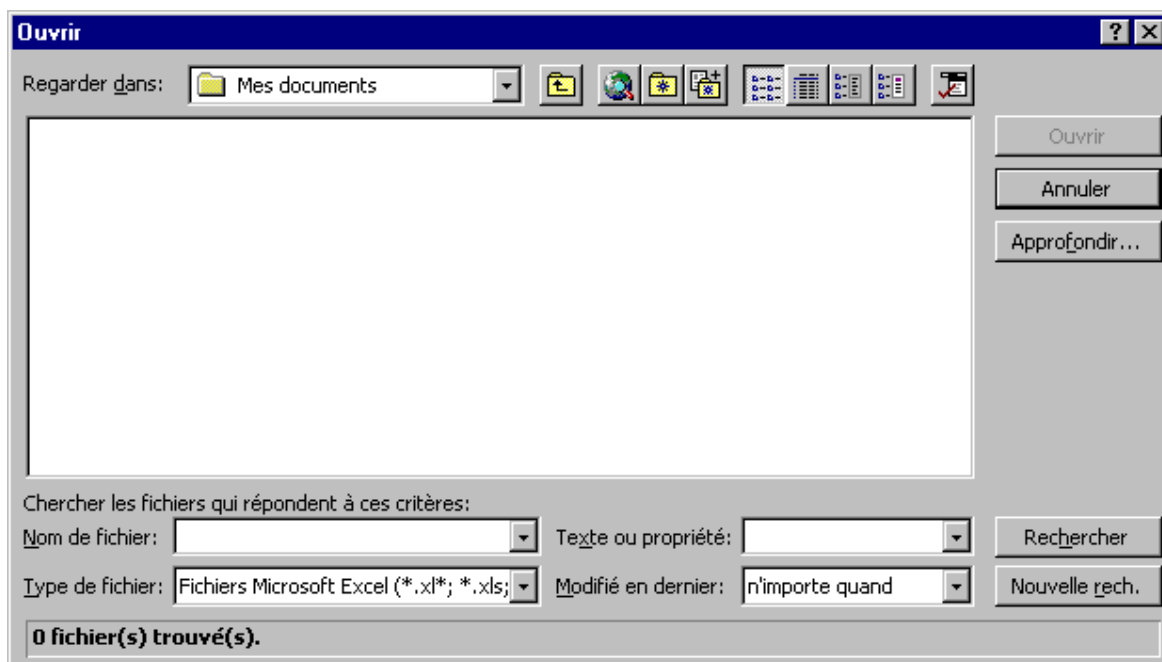 Ouvrir
Regarder dans: Mes documents
Ouvrir
Annuler
Approfondir...
Chercher les fichiers qui répondent à ces critères:
Nom de fichier: Texte ou propriété: Rechercher
Type de fichier: Fichiers Microsoft Excel (*.xl*; *.xls; Modifié en dernier: n'importe quand Nouvelle rech.
0 fichier(s) trouvé(s).